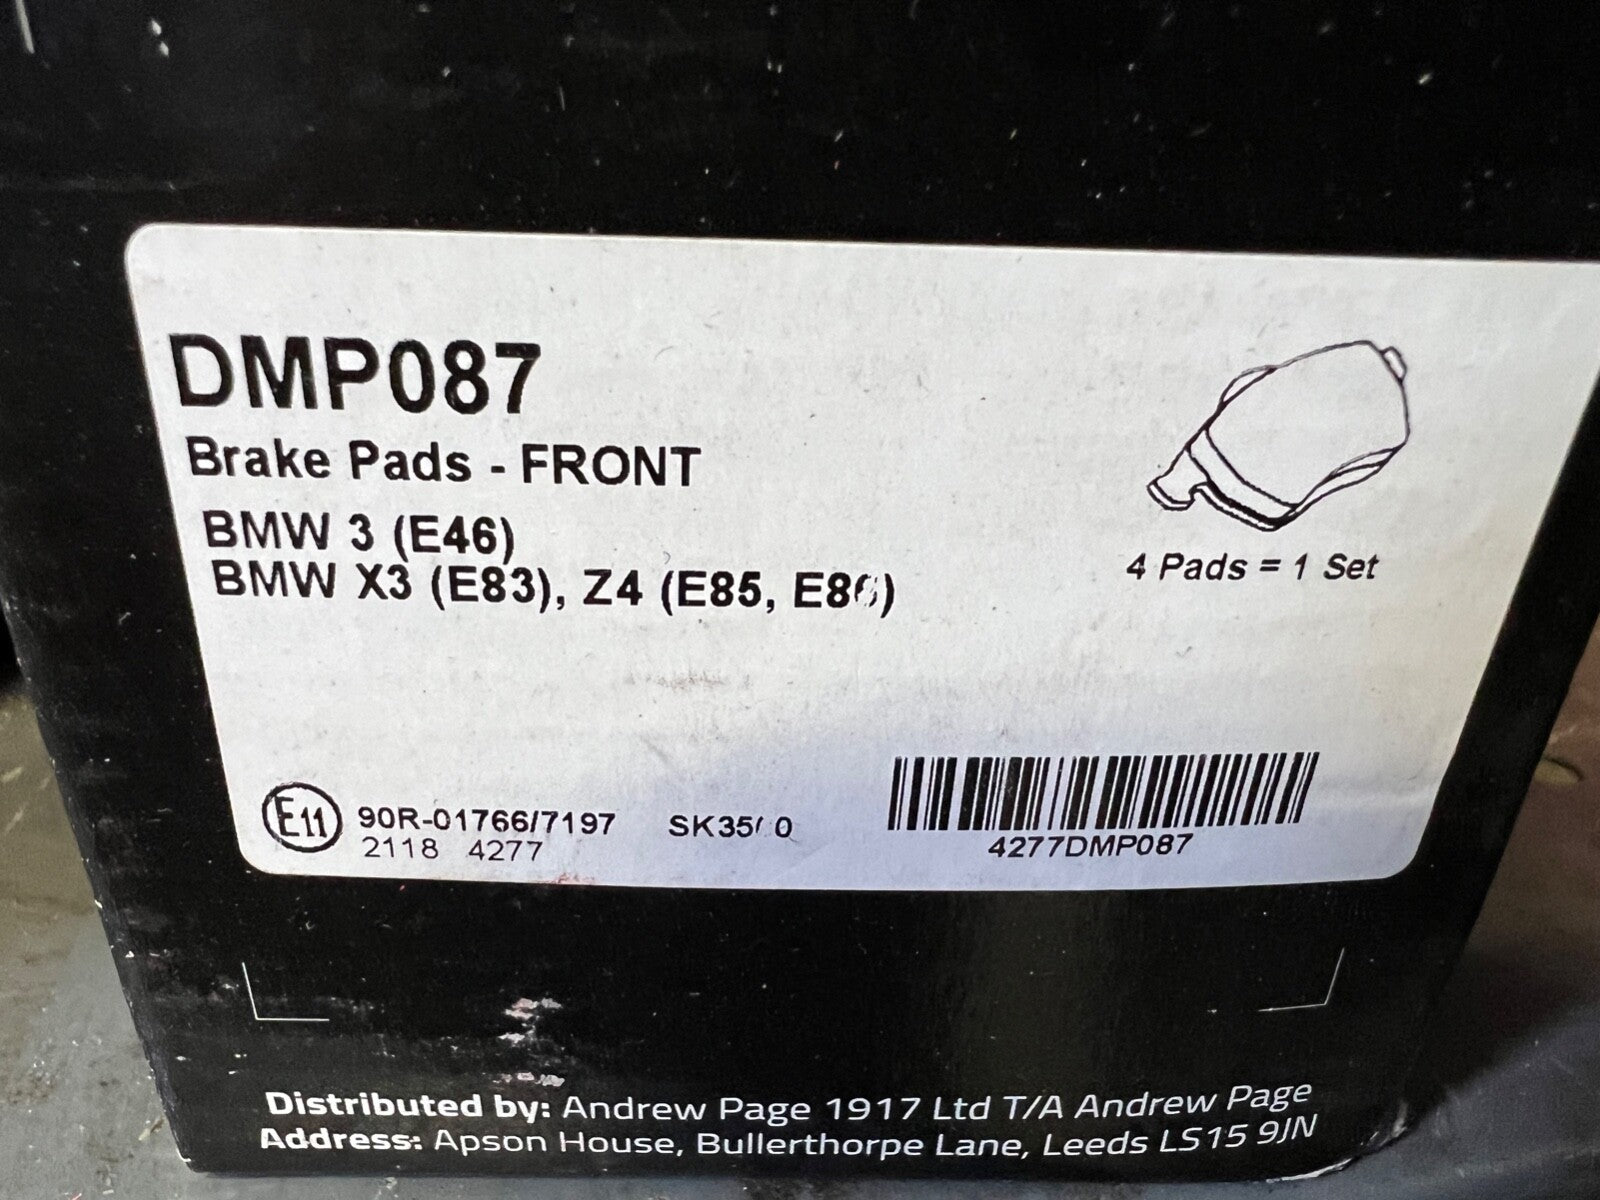 DMP087
Brake Pads - FRONT
BMW 3 (E46)
BMW X3 (E83), Z4 (E85, E86)
4 Pads = 1 Set
E11 90R-01766/7197
2118 4277
4277DMP087
Distributed by: Andrew Page 1917 Ltd T/A Andrew Page
Address: Apson House, Bullerthorpe Lane, Leeds LS15 9JN